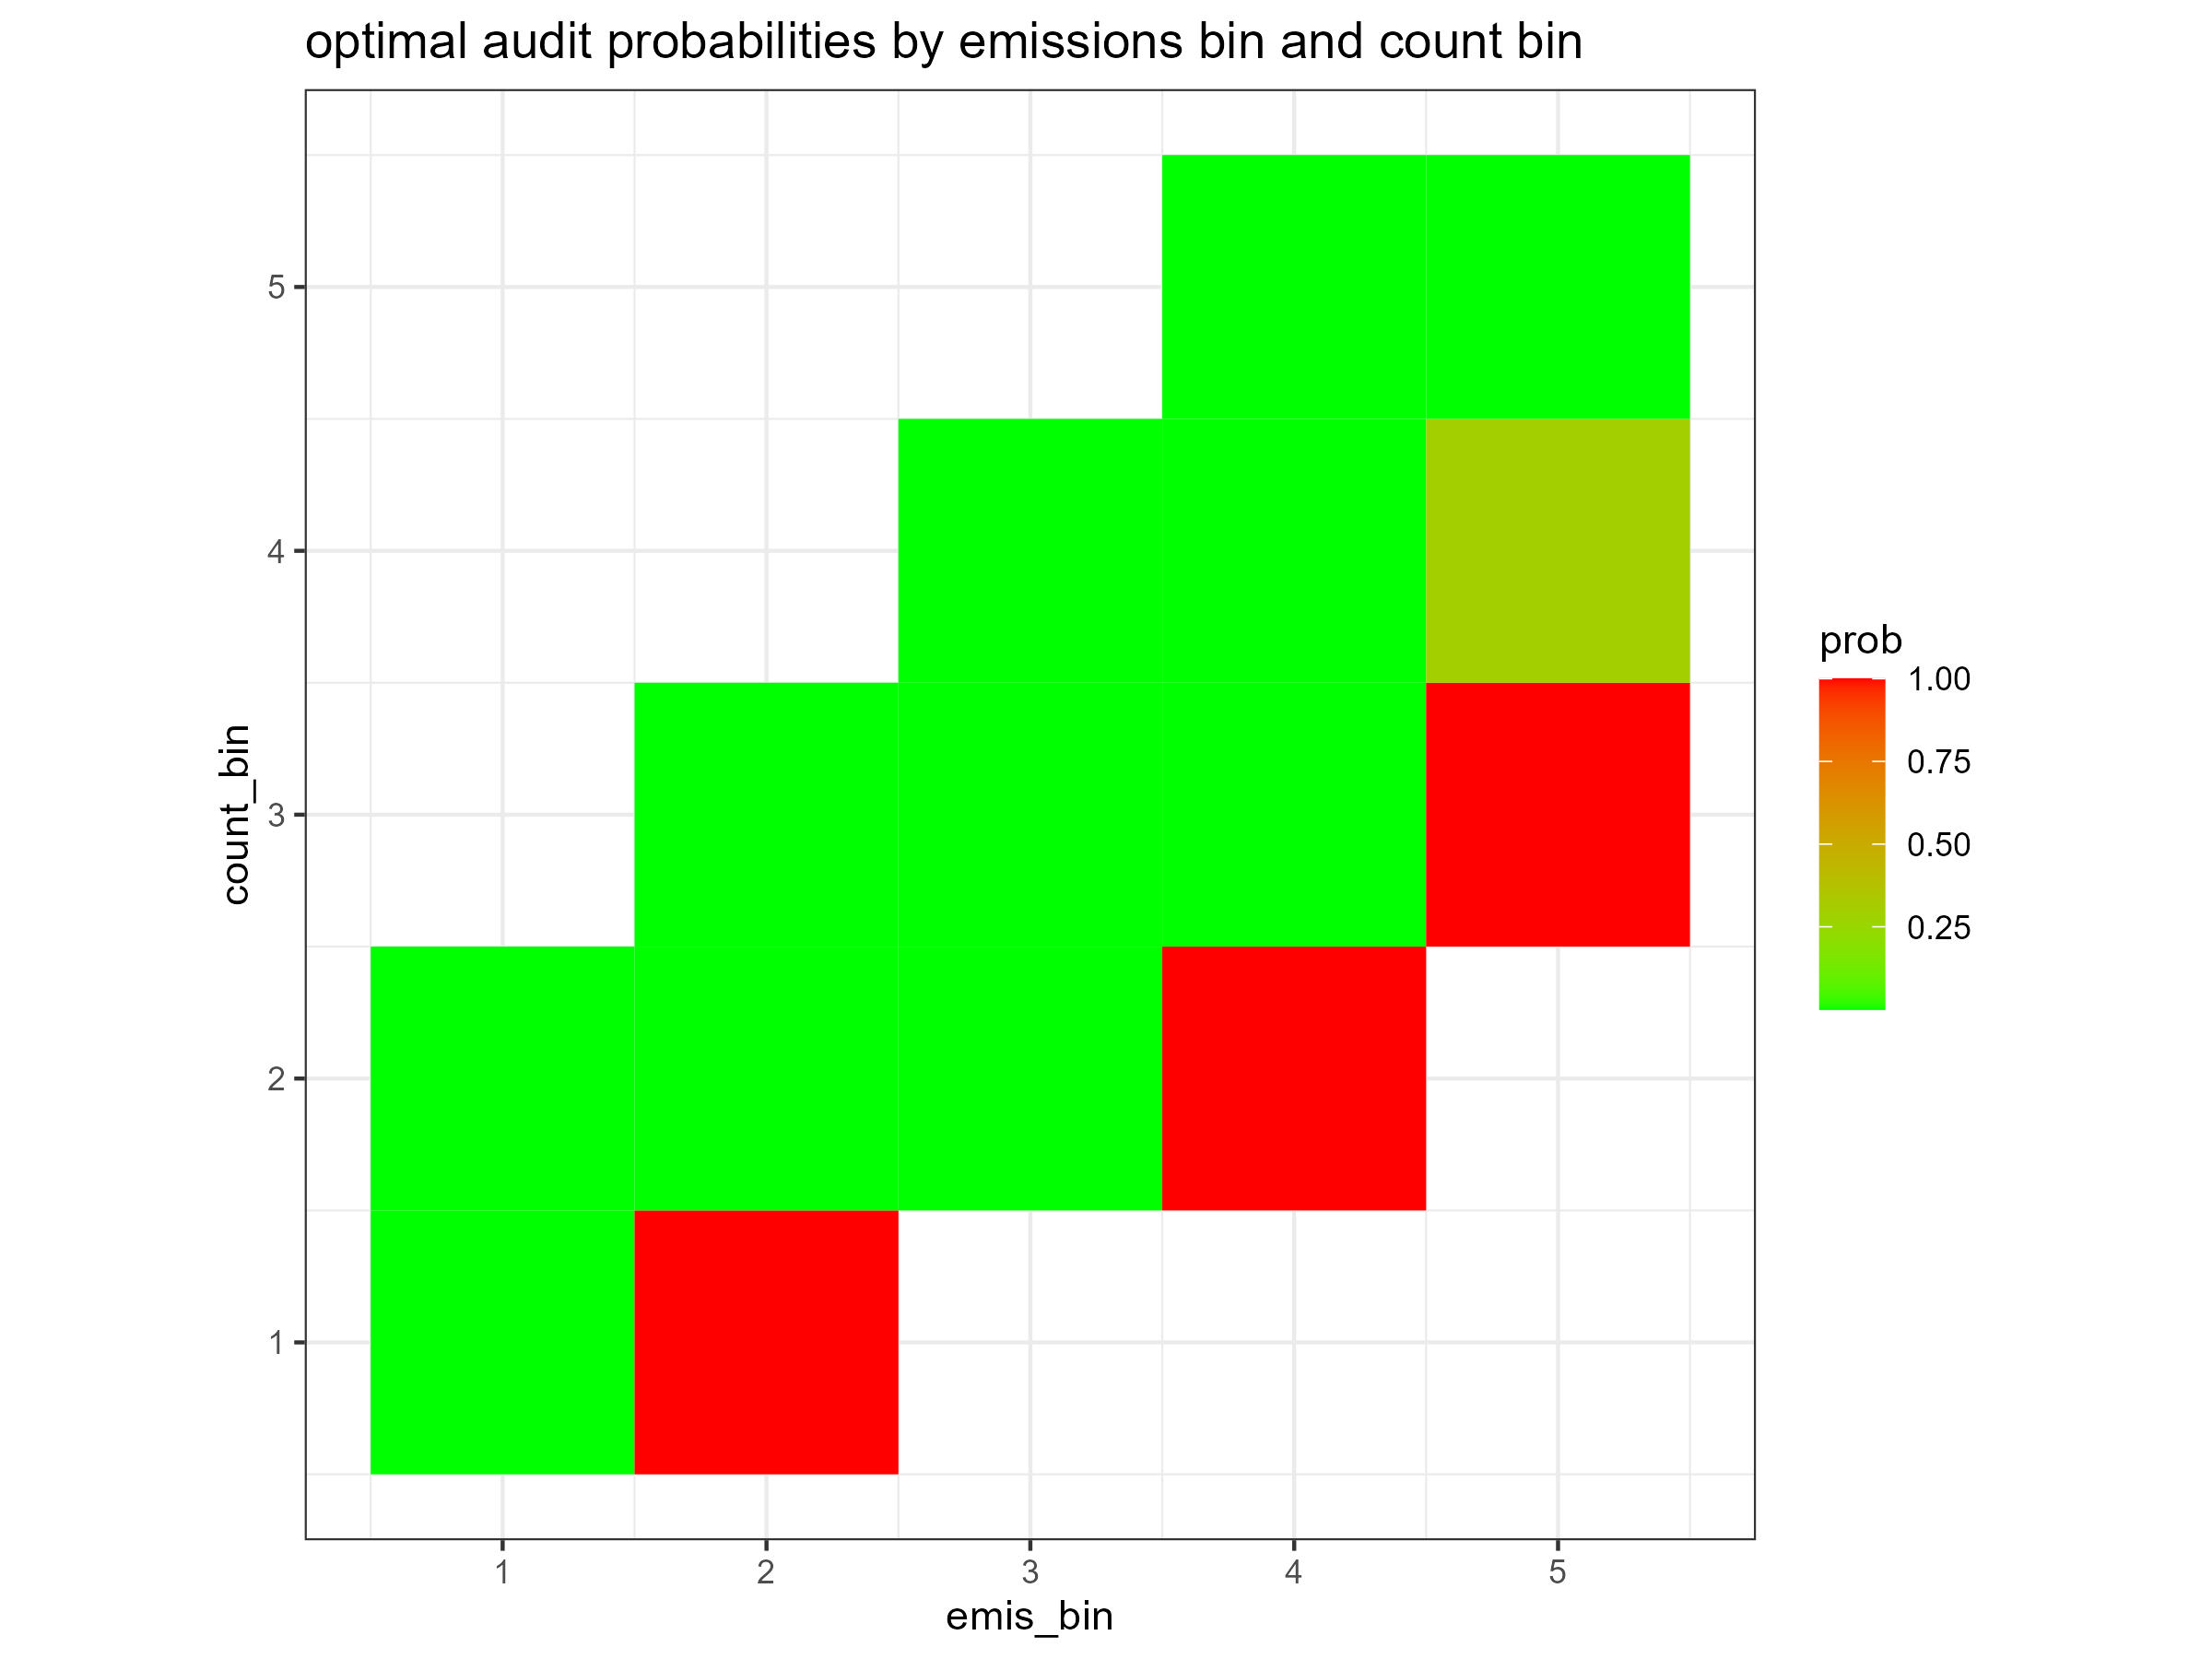 optimal audit probabilities by emissions bin and count bin
5
4
3
2
1
count_bin
1 2 3 4 5
emis_bin
prob
1.00
0.75
0.50
0.25